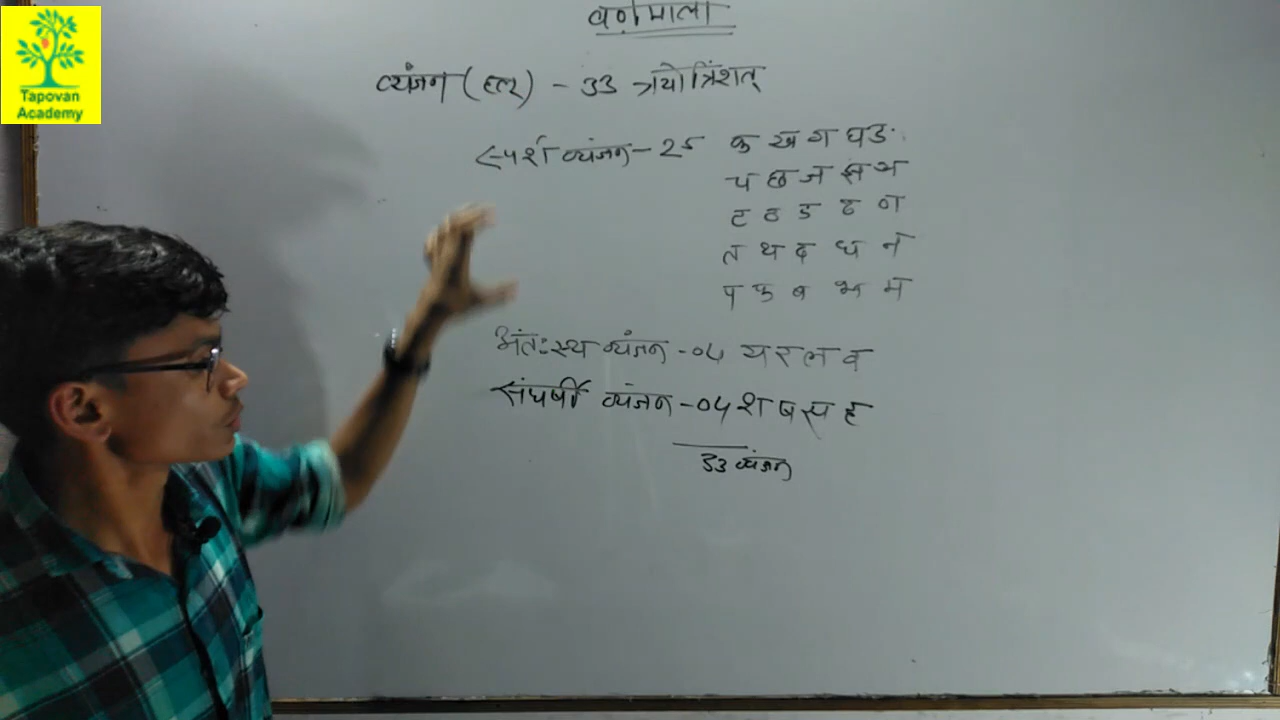 Tapovan
Academy
वर्णमाला
व्यंजन (हल्) - 33 त्रयोत्रिंशत्
स्पर्श व्यंजन - 25 क ख ग घ ङ
च छ ज झ ञ
ट ठ ड ढ ण
त थ द ध न
प फ ब भ म
अंतःस्थ व्यंजन - 04 य र ल व
संघर्षी व्यंजन - 04 श ष स ह
33 व्यंजन